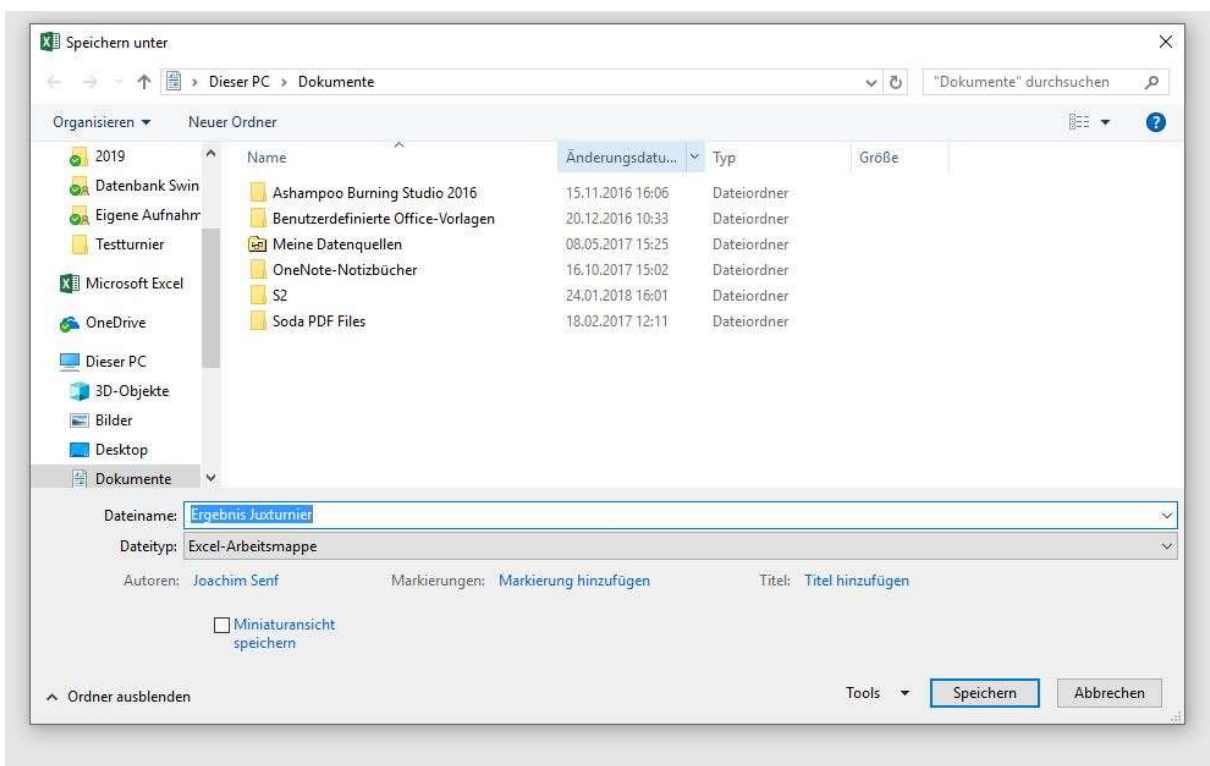 Speichern unter
Dieser PC > Dokumente
"Dokumente" durchsuchen
Organisieren
Neuer Ordner
2019
Datenbank Swin
Eigene Aufnahm
Testturnier
Microsoft Excel
OneDrive
Dieser PC
3D-Objekte
Bilder
Desktop
Dokumente
Name Änderungsdatu... Typ Größe
Ashampoo Burning Studio 2016 15.11.2016 16:06 Dateiordner
Benutzerdefinierte Office-Vorlagen 20.12.2016 10:33 Dateiordner
Meine Datenquellen 08.05.2017 15:25 Dateiordner
OneNote-Notizbücher 16.10.2017 15:02 Dateiordner
S2 24.01.2018 16:01 Dateiordner
Soda PDF Files 18.02.2017 12:11 Dateiordner
Dateiname: Ergebnis Juxturnier
Dateityp: Excel-Arbeitsmappe
Autoren: Joachim Senf Markierungen: Markierung hinzufügen Titel: Titel hinzufügen
Miniaturansicht
speichern
Ordner ausblenden
Tools Speichern Abbrechen